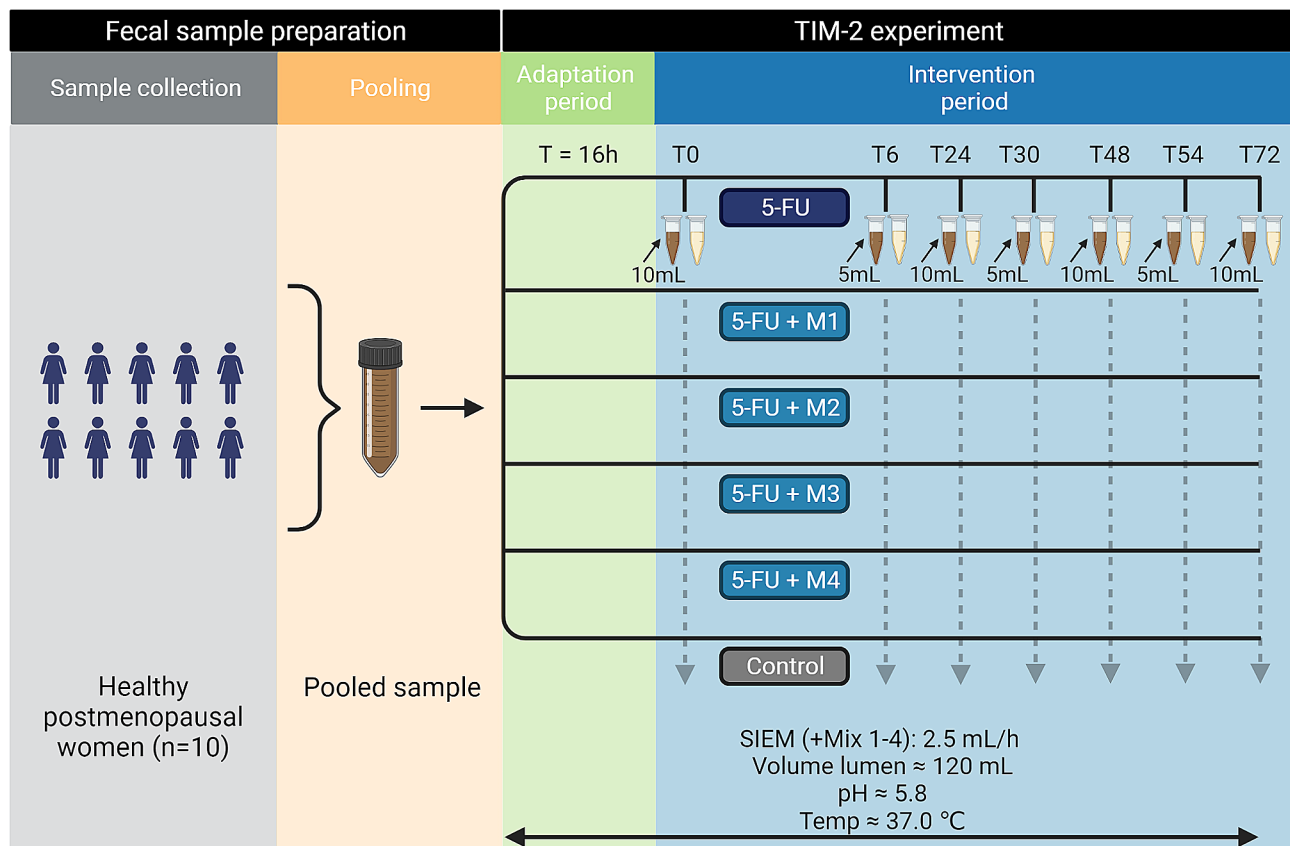 Fecal sample preparation
TIM-2 experiment
Sample collection
Pooling
Adaptation
period
Intervention
period
T = 16h
T0
T6
T24
T30
T48
T54
T72
5-FU
10mL
5mL
10mL
5mL
10mL
5mL
10mL
5-FU + M1
5-FU + M2
5-FU + M3
5-FU + M4
Control
Healthy
postmenopausal
women (n=10)
Pooled sample
SIEM (+Mix 1-4): 2.5 mL/h
Volume lumen ≈ 120 mL
pH ≈ 5.8
Temp ≈ 37.0 °C